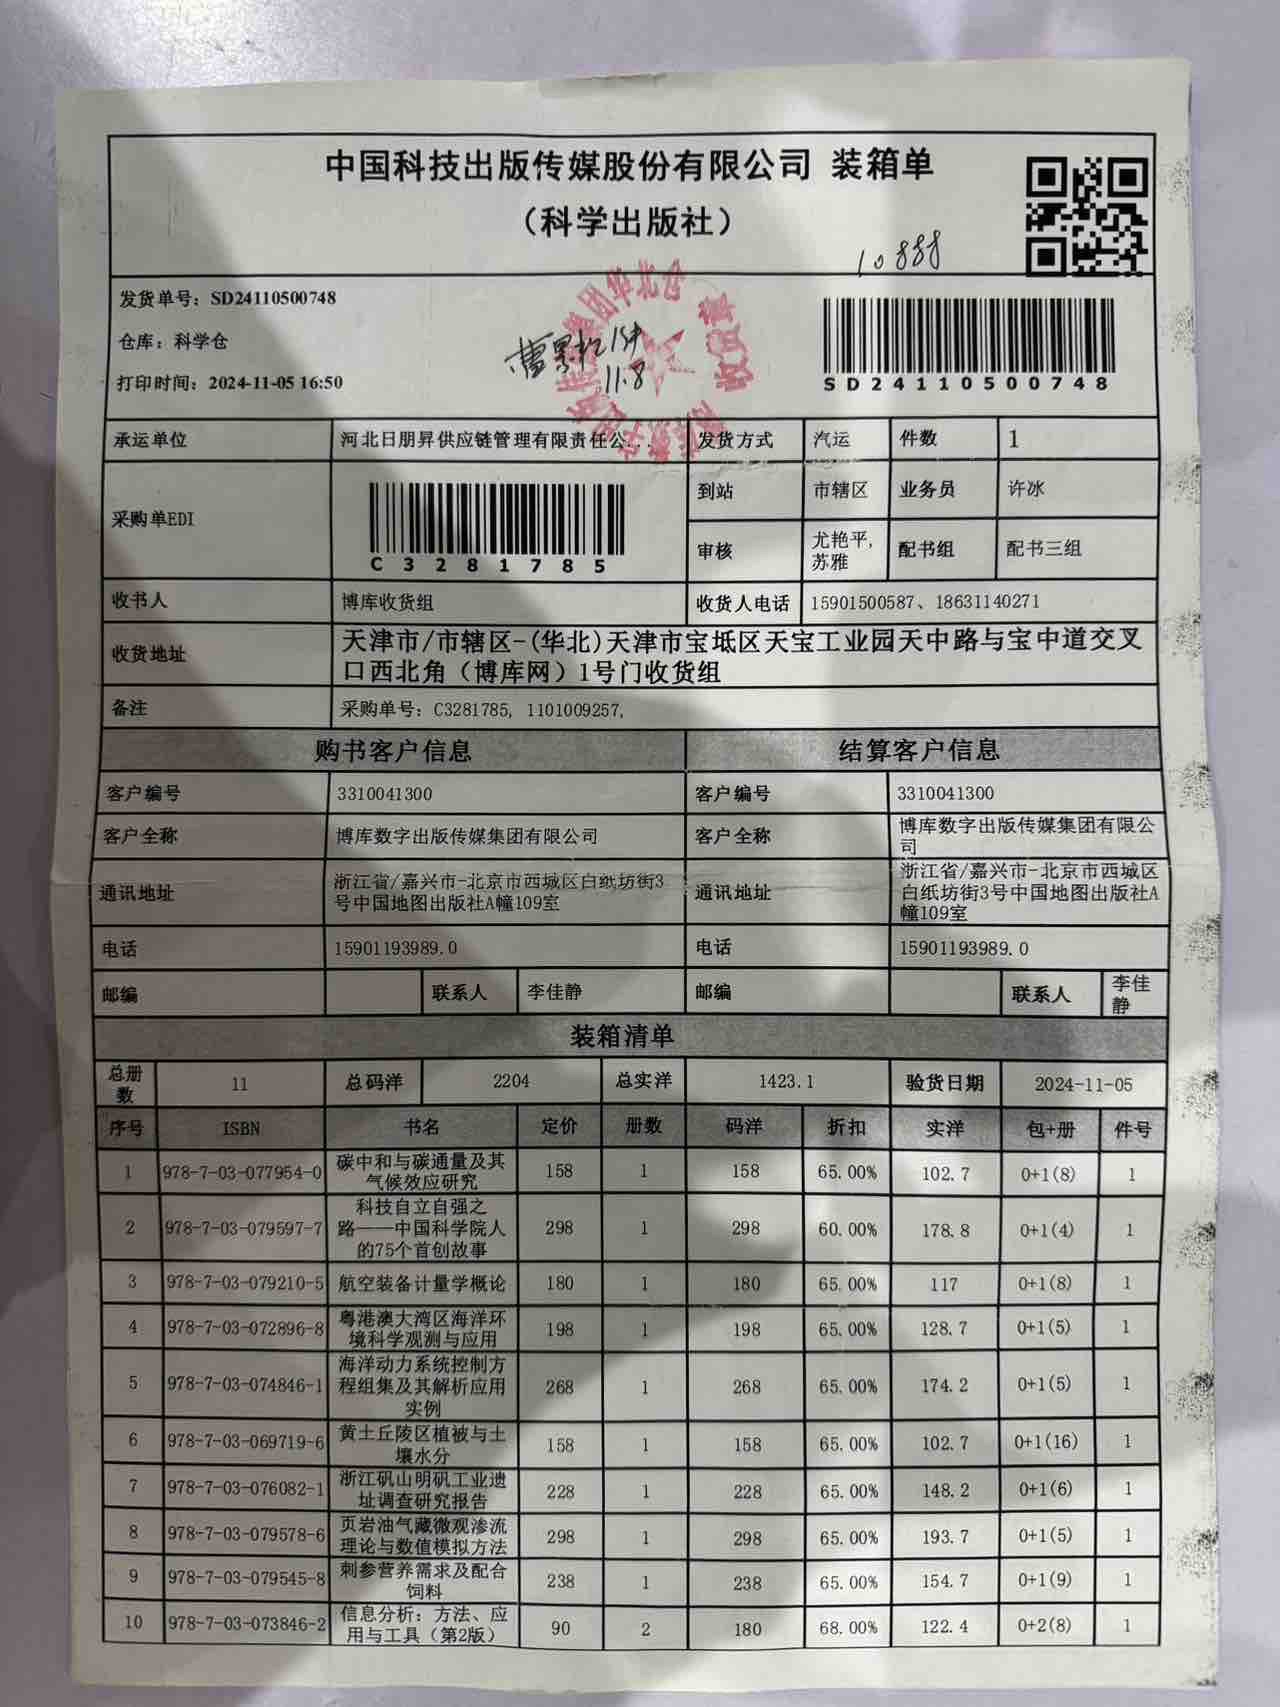 中国科技出版传媒股份有限公司 装箱单
（科学出版社）
10888
发货单号：SD24110500748
仓库：科学仓
打印时间：2024-11-05 16:50
11.8
收货章
SD24110500748
承运单位 河北日朋昇供应链管理有限责任公... 发货方式 汽运 件数 1
采购单EDI C3281785 到站 市辖区 业务员 许冰
审核 尤艳平, 配书组 配书三组
苏雅
收书人 博库收货组 收货人电话 15901500587、18631140271
收货地址 天津市/市辖区-(华北)天津市宝坻区天宝工业园天中路与宝中道交叉
口西北角（博库网）1号门收货组
备注 采购单号：C3281785, 1101009257,
购书客户信息 结算客户信息
客户编号 3310041300 客户编号 3310041300
客户全称 博库数字出版传媒集团有限公司 客户全称 博库数字出版传媒集团有限公
司
通讯地址 浙江省/嘉兴市-北京市西城区白纸坊街3 通讯地址 浙江省/嘉兴市-北京市西城区
号中国地图出版社A幢109室 白纸坊街3号中国地图出版社A
幢109室
电话 15901193989.0 电话 15901193989.0
邮编 联系人 李佳静 邮编 联系人 李佳
静
装箱清单
总册
数 11 总码洋 2204 总实洋 1423.1 验货日期 2024-11-05
序号 ISBN 书名 定价 册数 码洋 折扣 实洋 包+册 件号
1 978-7-03-077954-0 碳中和与碳通量及其 158 1 158 65.00% 102.7 0+1(8) 1
气候效应研究
科技自立自强之
2 978-7-03-079597-7 路——中国科学院人 298 1 298 60.00% 178.8 0+1(4) 1
的75个首创故事
3 978-7-03-079210-5 航空装备计量学概论 180 1 180 65.00% 117 0+1(8) 1
4 978-7-03-072896-8 粤港澳大湾区海洋环 198 1 198 65.00% 128.7 0+1(5) 1
境科学观测与应用
海洋动力系统控制方
5 978-7-03-074846-1 程组集及其解析应用 268 1 268 65.00% 174.2 0+1(5) 1
实例
6 978-7-03-069719-6 黄土丘陵区植被与土 158 1 158 65.00% 102.7 0+1(16) 1
壤水分
7 978-7-03-076082-1 浙江矾山明矾工业遗 228 1 228 65.00% 148.2 0+1(6) 1
址调查研究报告
8 978-7-03-079578-6 页岩油气藏微观渗流 298 1 298 65.00% 193.7 0+1(5) 1
理论与数值模拟方法
9 978-7-03-079545-8 刺参营养需求及配合 238 1 238 65.00% 154.7 0+1(9) 1
饲料
10 978-7-03-073846-2 信息分析：方法、应 90 2 180 68.00% 122.4 0+2(8) 1
用与工具（第2版）